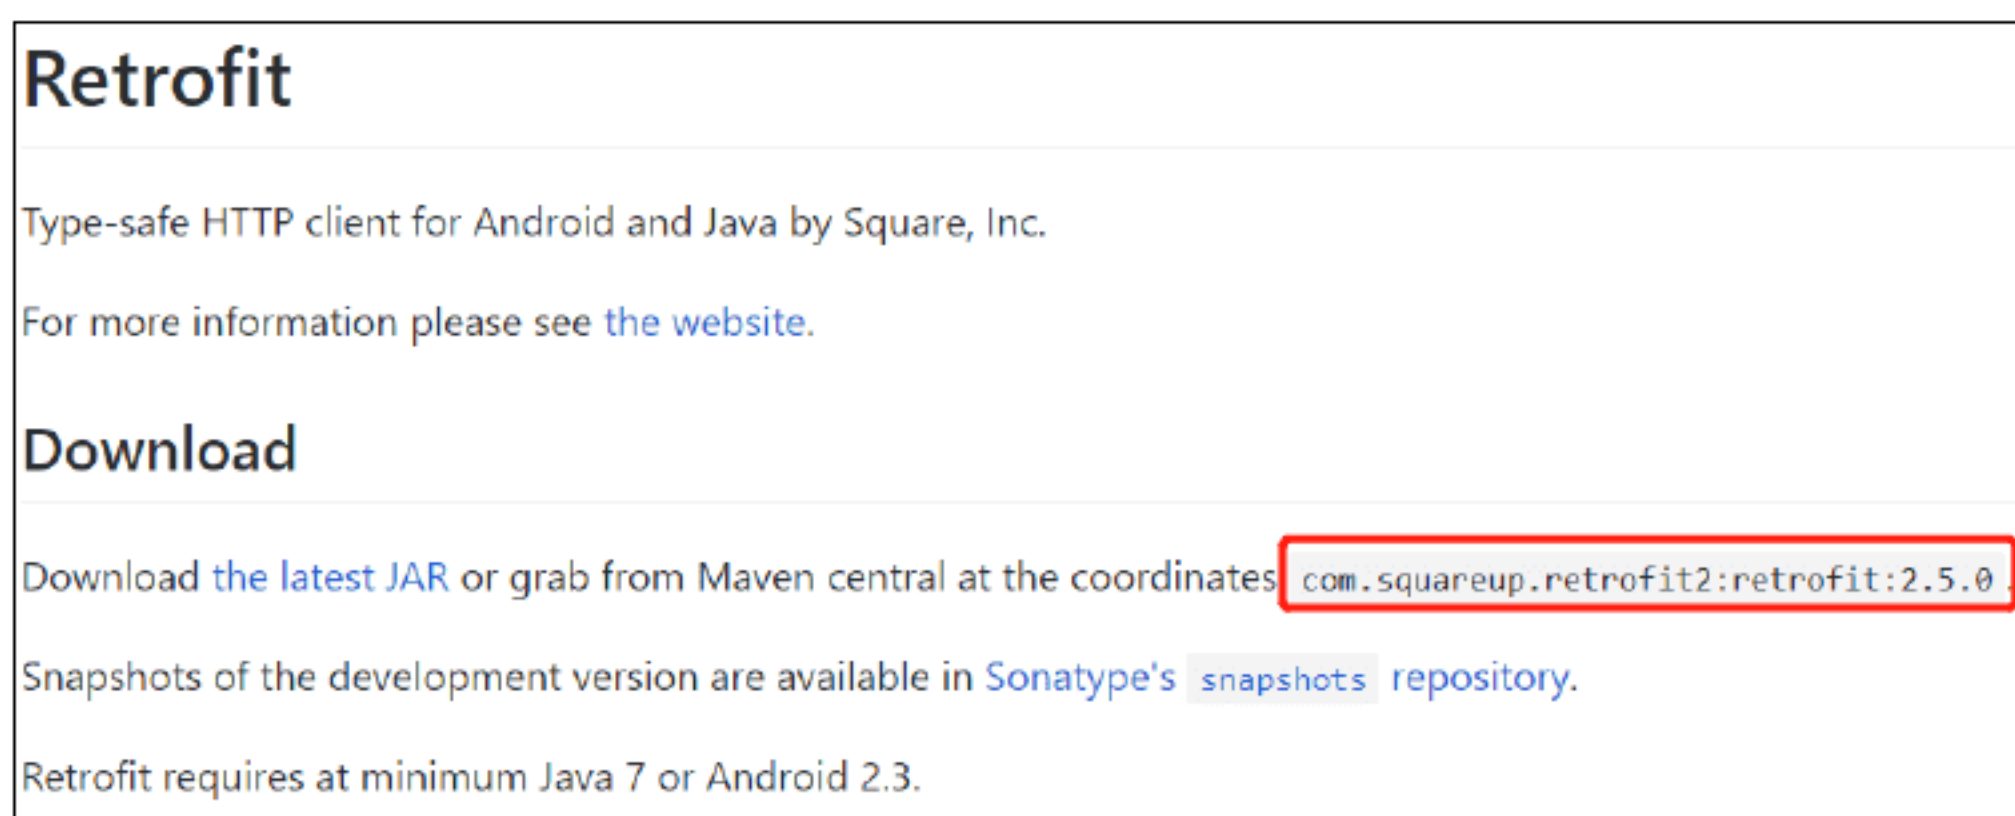 Retrofit
Type-safe HTTP client for Android and Java by Square, Inc.
For more information please see the website.
Download
Download the latest JAR or grab from Maven central at the coordinates com.squareup.retrofit2:retrofit:2.5.0.
Snapshots of the development version are available in Sonatype's snapshots repository.
Retrofit requires at minimum Java 7 or Android 2.3.